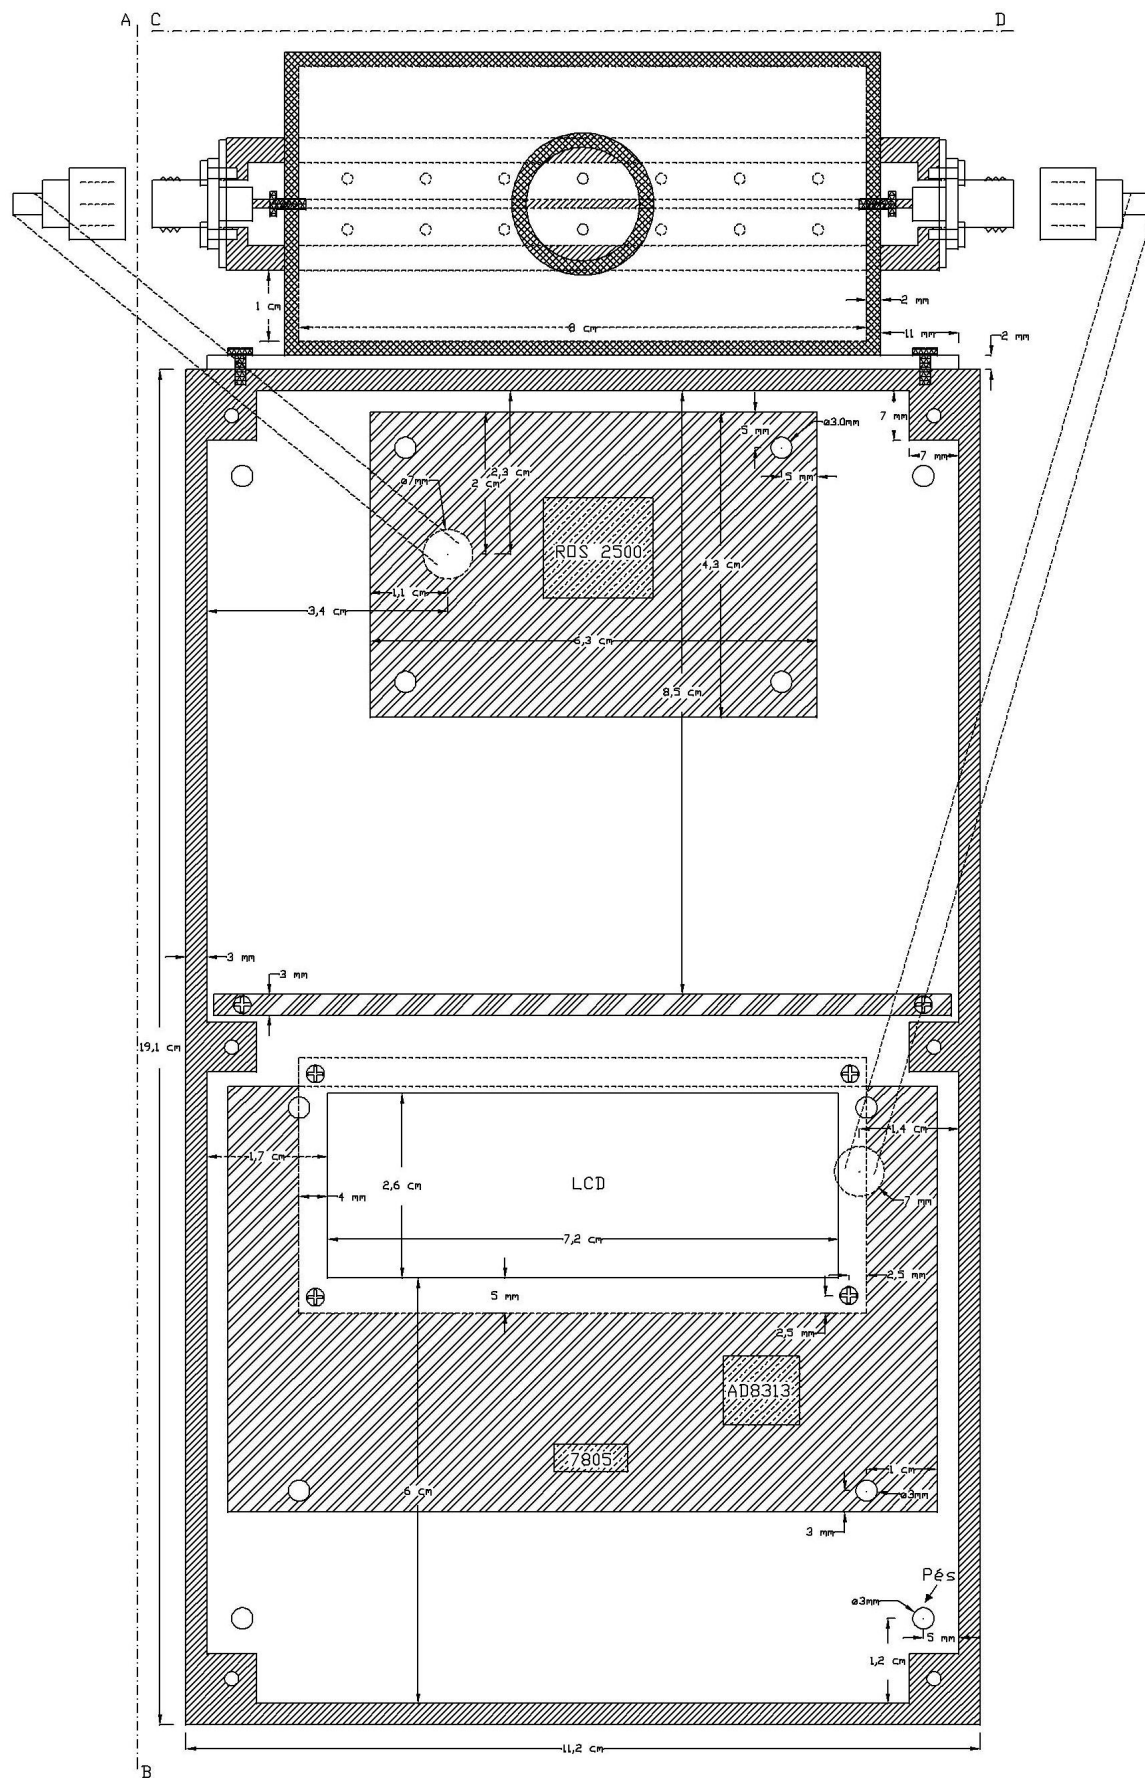 A C D
1 cm
8 cm
2 mm
11 mm
2 mm
7 mm
5 mm
ø3.0mm
7 mm
2,3 cm
2 cm
5 mm
ø7mm
ROS 2500
4,3 cm
1,1 cm
3,4 cm
6,3 cm
8,5 cm
3 mm
3 mm
19,1 cm
1,4 cm
1,7 cm
2,6 cm
LCD
4 mm
7 mm
7,2 cm
2,5 mm
5 mm
2,5 mm
AD8313
7805
1 cm
6 cm
ø3mm
3 mm
Pés
ø3mm
5 mm
1,2 cm
11,2 cm
B